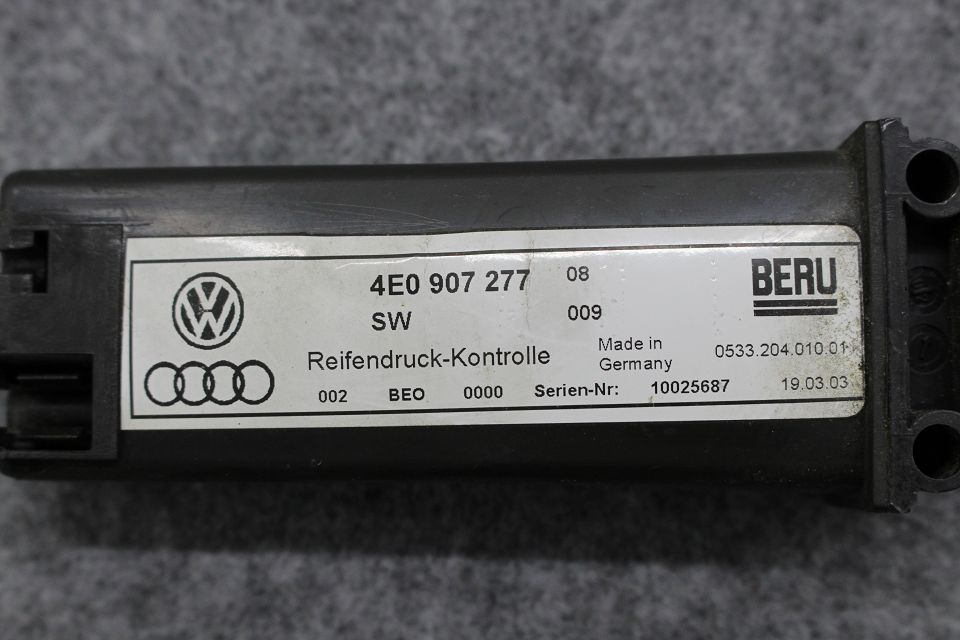 4E0 907 277 08
SW 009
BERU
Reifendruck-Kontrolle
Made in
Germany
0533.204.010.01
002 BEO 0000 Serien-Nr: 10025687 19.03.03